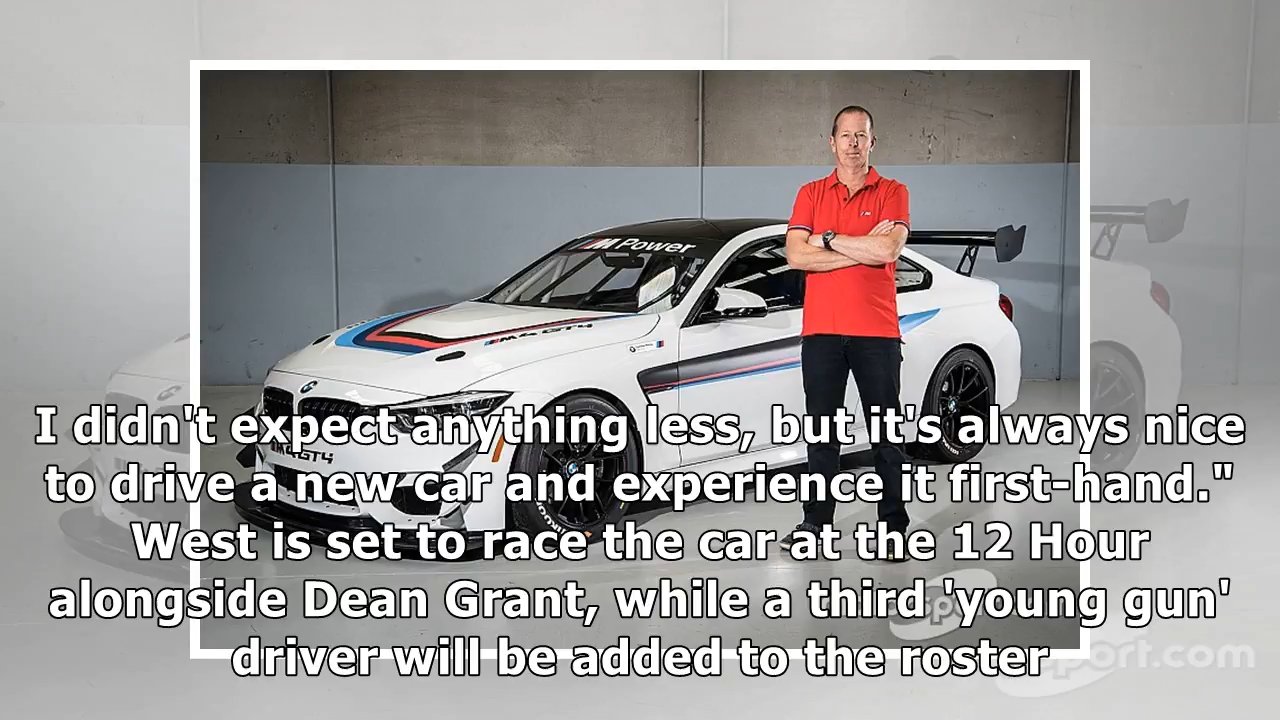 M Power
M4 GT4
M4 GT4
I didn't expect anything less, but it's always nice
to drive a new car and experience it first-hand."
West is set to race the car at the 12 Hour
alongside Dean Grant, while a third 'young gun'
driver will be added to the roster
port.com